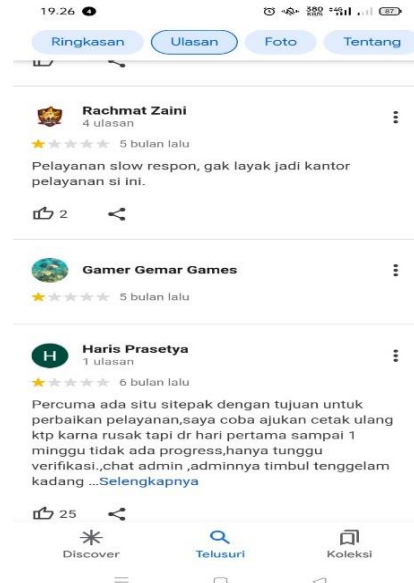 19.26
380 KB/s 4G 87
Ringkasan Ulasan Foto Tentang
Rachmat Zaini
4 ulasan
5 bulan lalu
Pelayanan slow respon, gak layak jadi kantor
pelayanan si ini.
2
Gamer Gemar Games
5 bulan lalu
H
Haris Prasetya
1 ulasan
6 bulan lalu
Percuma ada situ sitepak dengan tujuan untuk
perbaikan pelayanan,saya coba ajukan cetak ulang
ktp karna rusak tapi dr hari pertama sampai 1
minggu tidak ada progress,hanya tunggu
verifikasi.,chat admin ,adminnya timbul tenggelam
kadang ...Selengkapnya
25
Discover Telusuri Koleksi